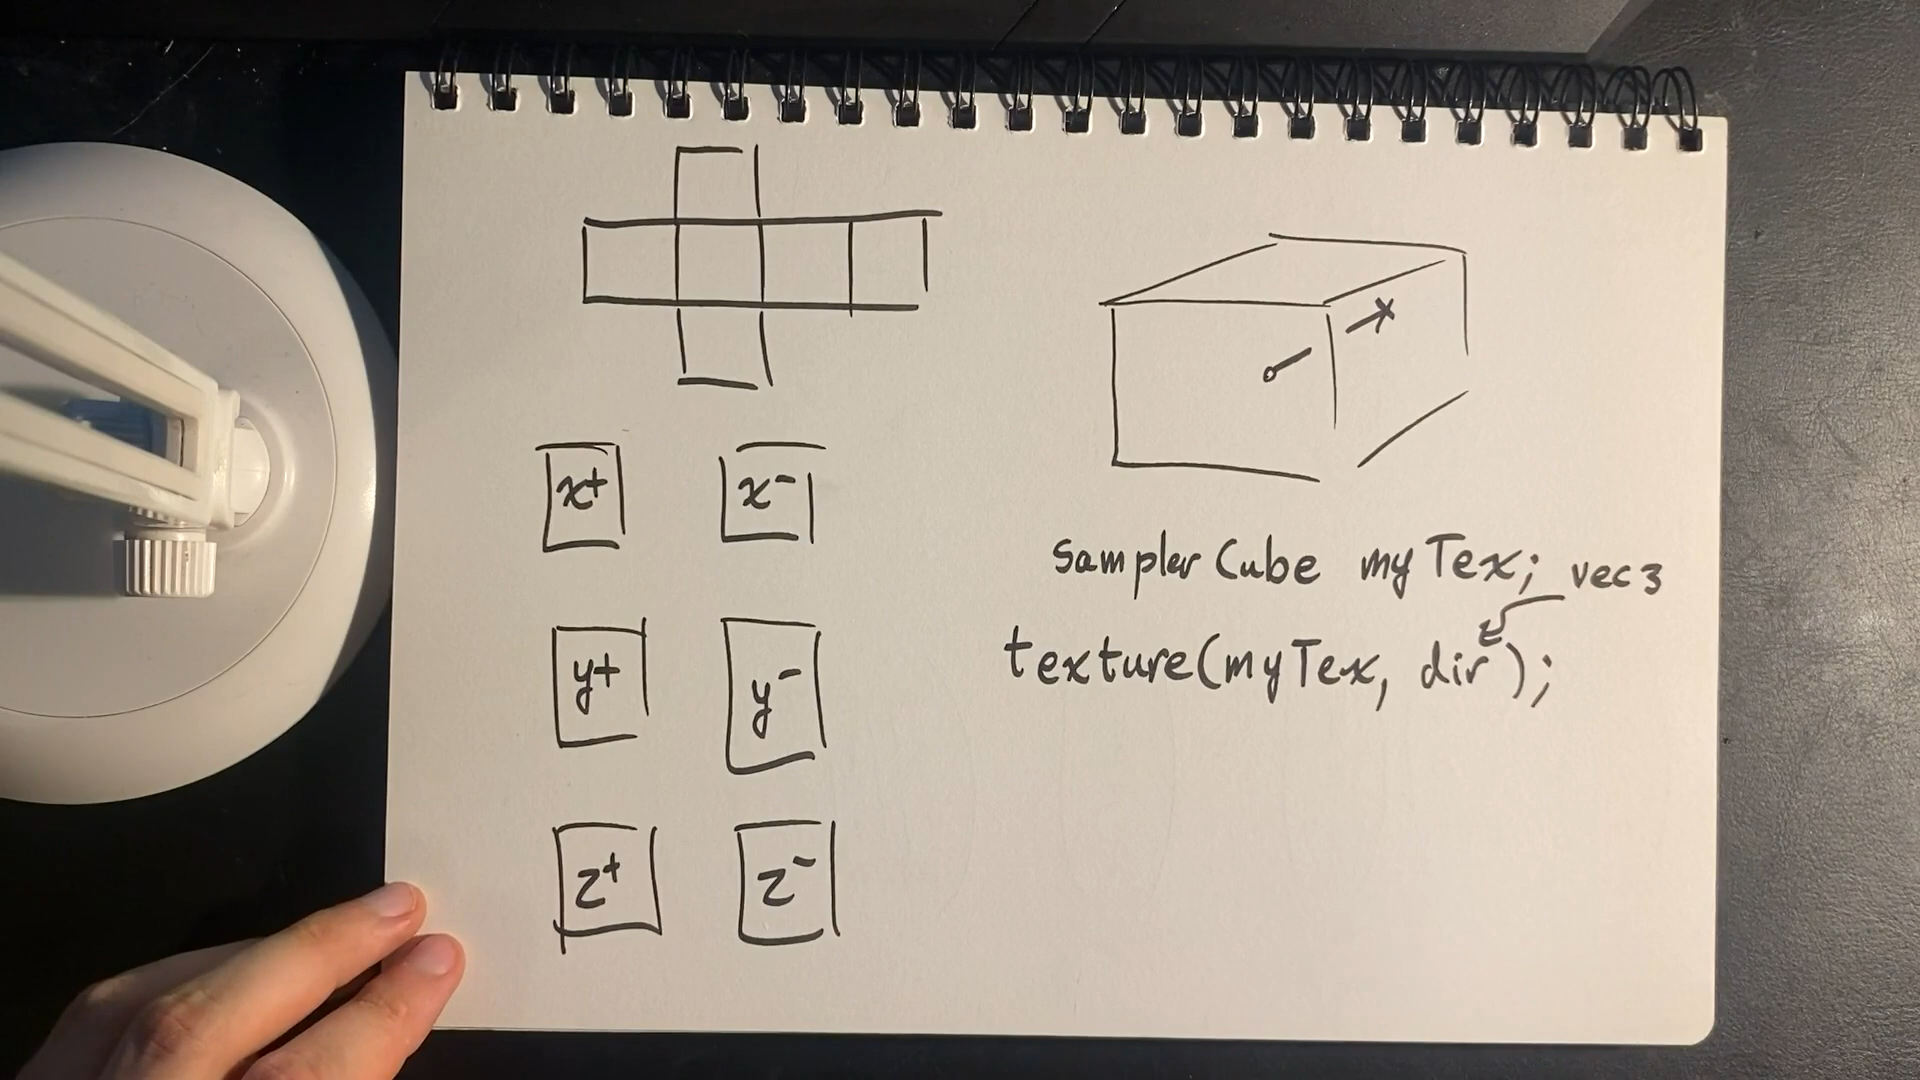 x+ x-
y+ y-
z+ z-
samplerCube myTex; vec3
texture(myTex, dir);